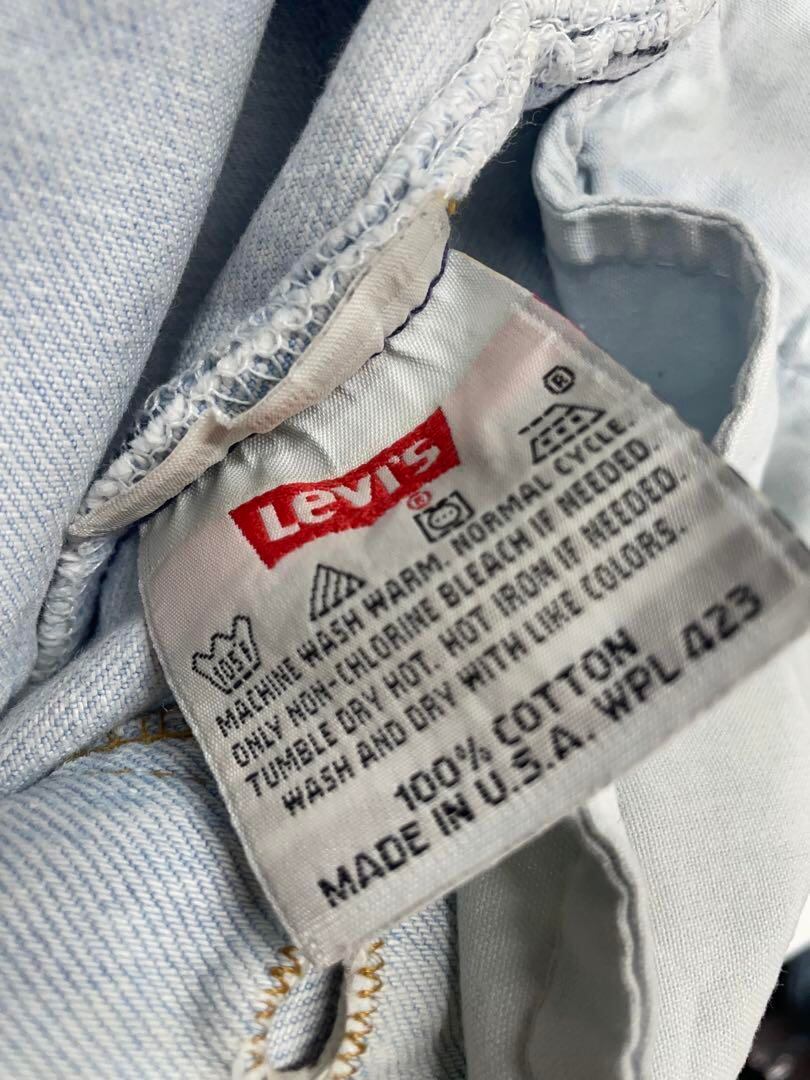 Levi's®
®
105F
MACHINE WASH WARM. NORMAL CYCLE.
ONLY NON-CHLORINE BLEACH IF NEEDED.
TUMBLE DRY HOT. HOT IRON IF NEEDED.
WASH AND DRY WITH LIKE COLORS.
100% COTTON
MADE IN U.S.A. WPL 423